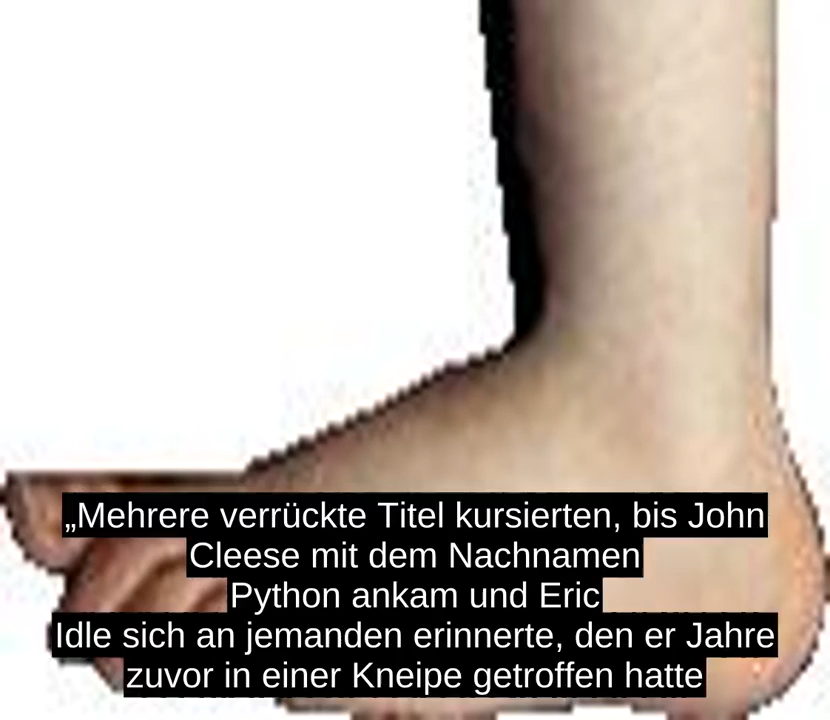 „Mehrere verrückte Titel kursierten, bis John
Cleese mit dem Nachnamen
Python ankam und Eric
Idle sich an jemanden erinnerte, den er Jahre
zuvor in einer Kneipe getroffen hatte